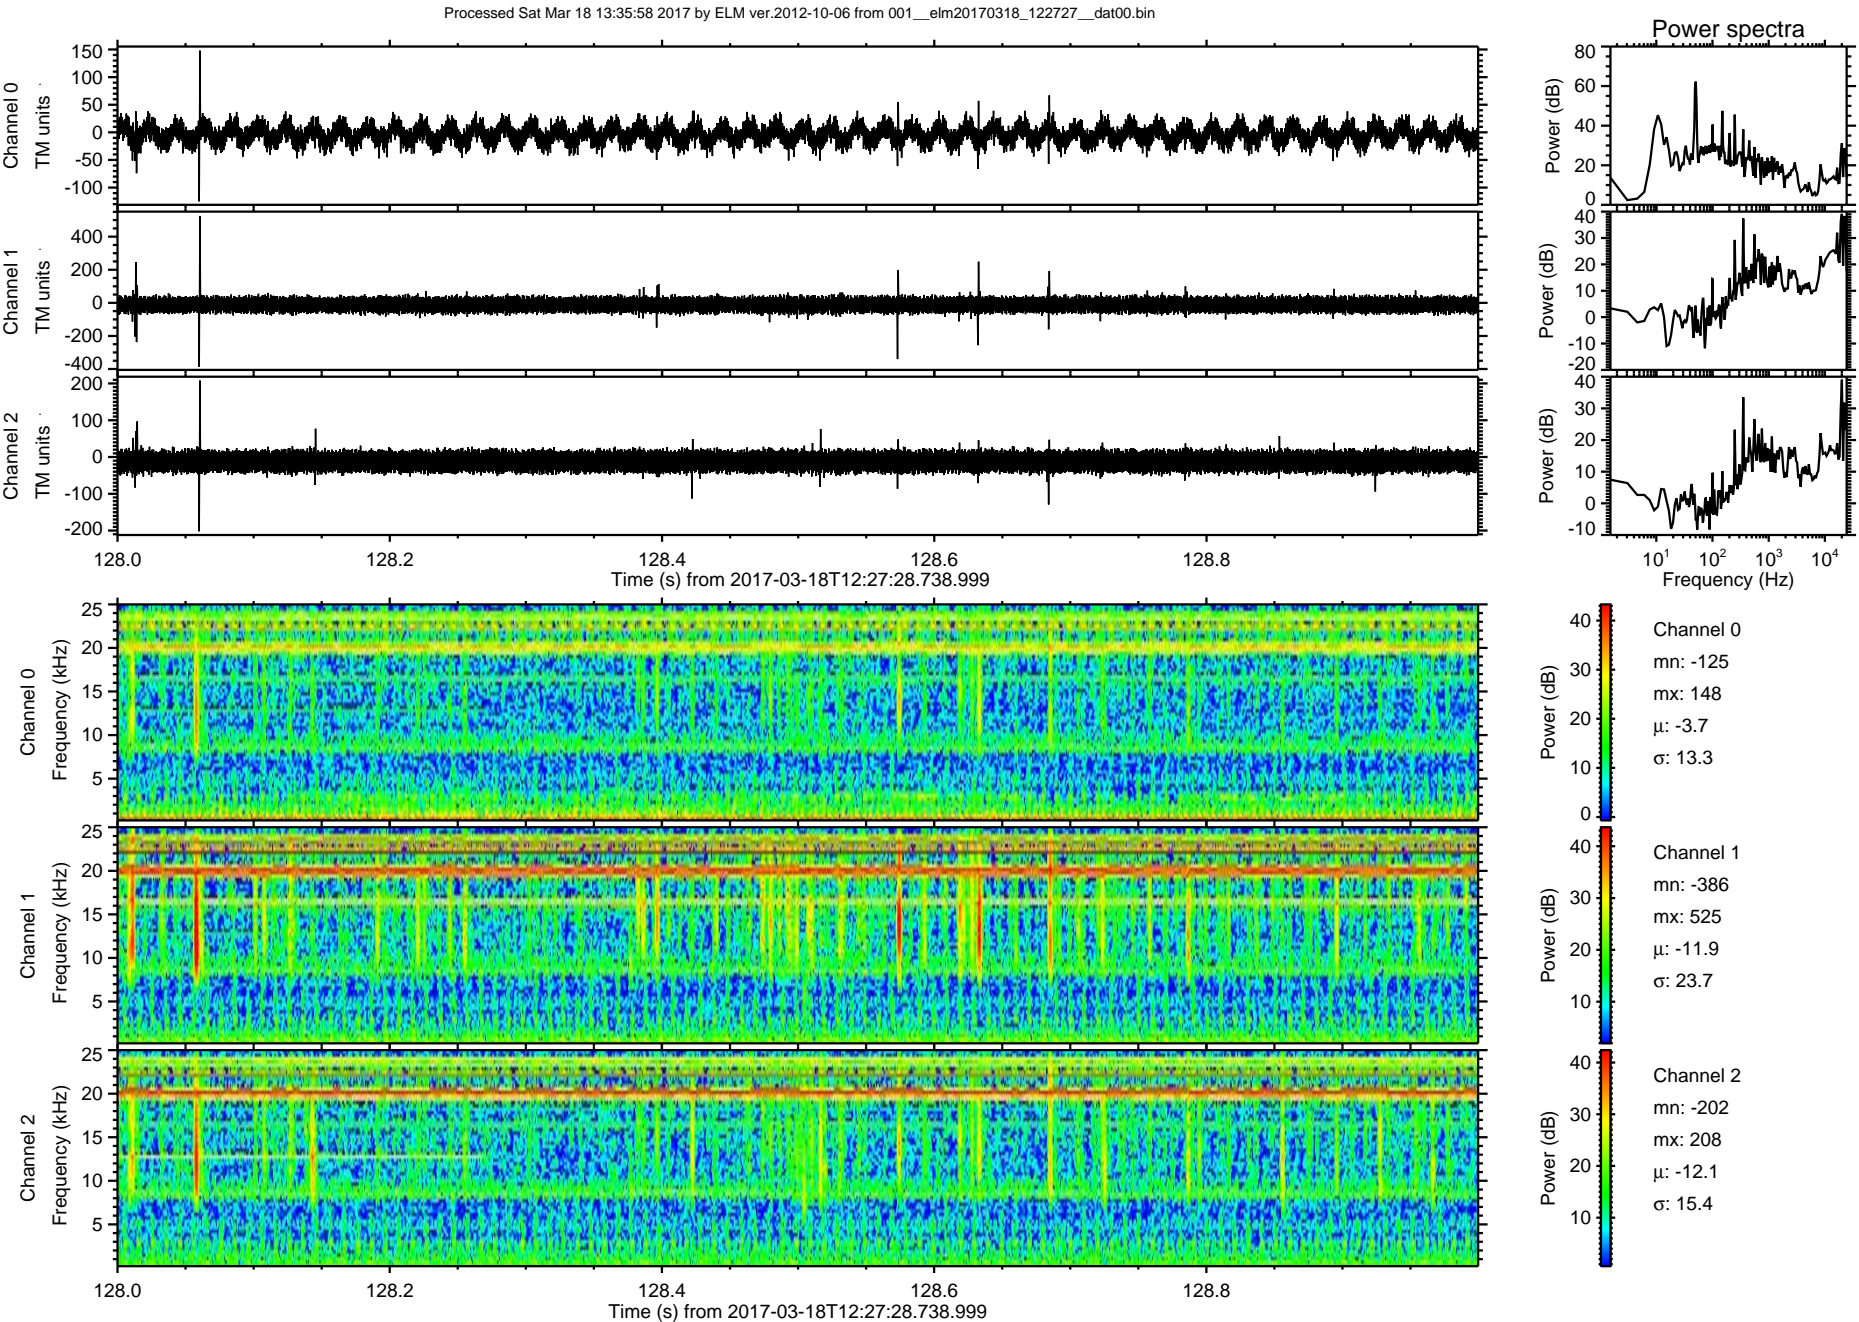 Processed Sat Mar 18 13:35:58 2017 by ELM ver.2012-10-06 from 001__elm20170318_122727__dat00.bin
Power spectra
Channel 0
TM units
150
100
50
0
-50
-100
Power (dB)
80
60
40
20
0
Channel 1
TM units
400
200
0
-200
-400
Power (dB)
40
30
20
10
0
-10
-20
Channel 2
TM units
200
100
0
-100
-200
Power (dB)
40
30
20
10
0
-10
128.0 128.2 128.4 128.6 128.8
Time (s) from 2017-03-18T12:27:28.738.999
10¹ 10² 10³ 10⁴
Frequency (Hz)
Channel 0
Frequency (kHz)
25
20
15
10
5
Power (dB)
40
30
20
10
0
Channel 0
mn: -125
mx: 148
μ: -3.7
σ: 13.3
Channel 1
Frequency (kHz)
25
20
15
10
5
Power (dB)
40
30
20
10
Channel 1
mn: -386
mx: 525
μ: -11.9
σ: 23.7
Channel 2
Frequency (kHz)
25
20
15
10
5
Power (dB)
40
30
20
10
Channel 2
mn: -202
mx: 208
μ: -12.1
σ: 15.4
128.0 128.2 128.4 128.6 128.8
Time (s) from 2017-03-18T12:27:28.738.999